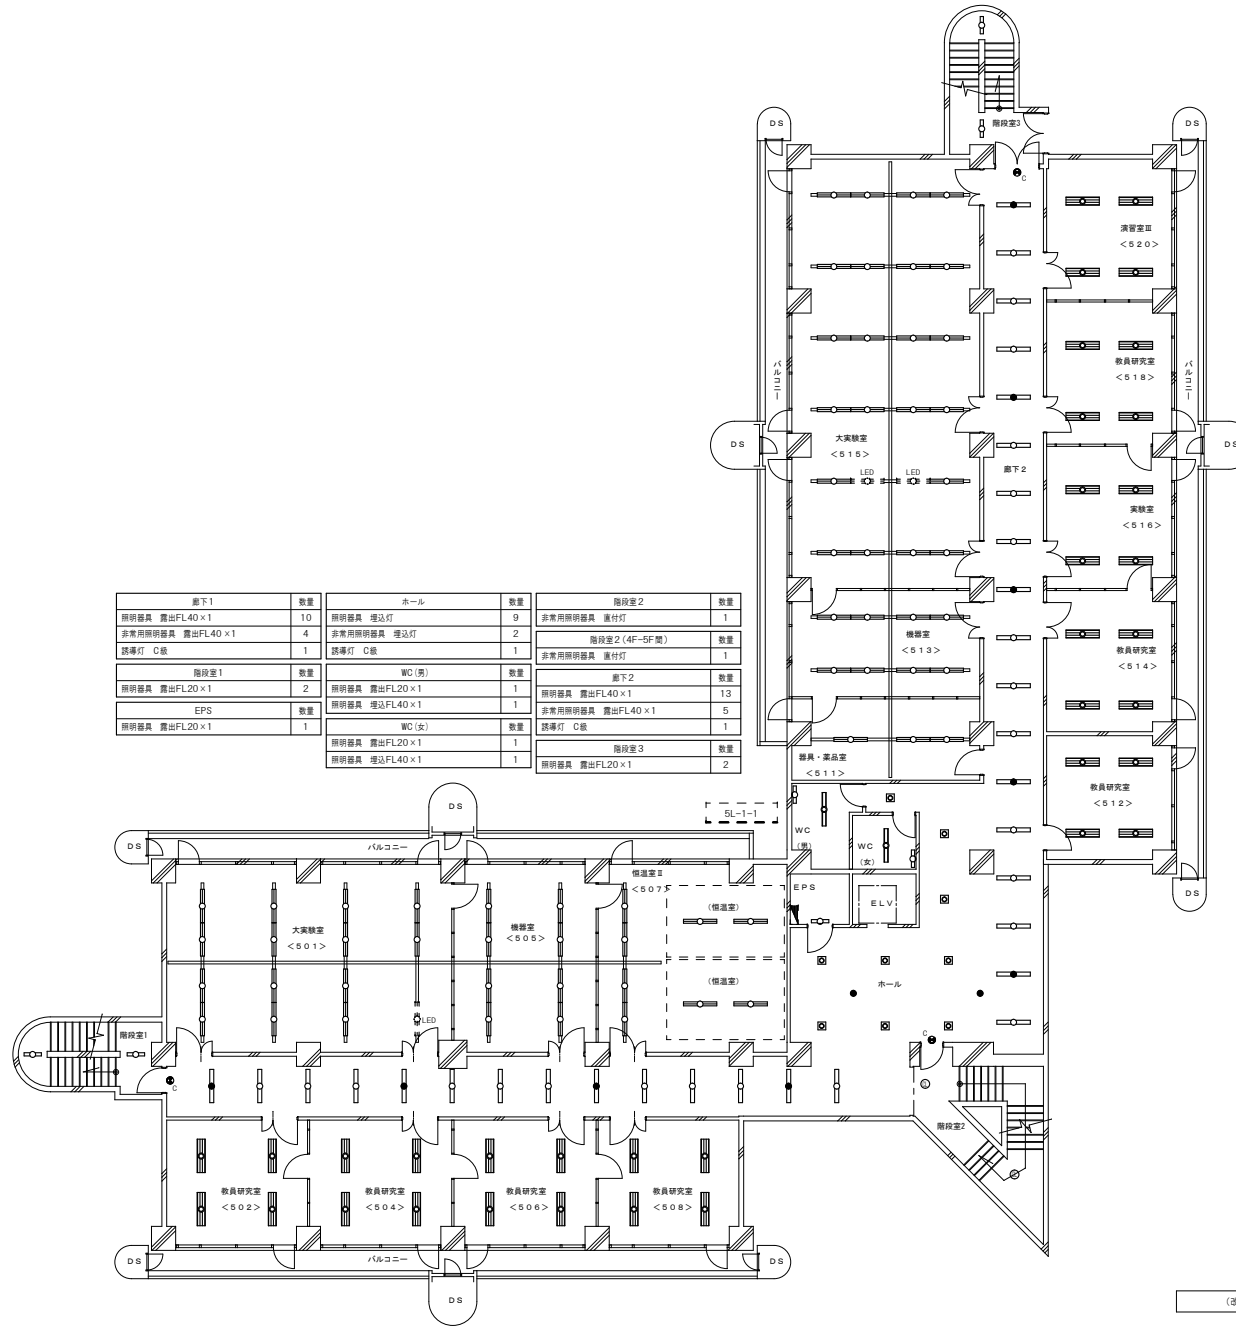 階段室3
DS
DS
C
演習室Ⅲ
<520>
バルコニー
教員研究室
<518>
バルコニー
大実験室
<515>
DS
DS
LED
LED
廊下2
実験室
<516>
機器室
<513>
教員研究室
<514>
器具・薬品室
<511>
教員研究室
<512>
DS
廊下1 数量
照明器具 露出FL40×1 10
非常用照明器具 露出FL40×1 4
誘導灯 C級 1
階段室1 数量
照明器具 露出FL20×1 2
EPS 数量
照明器具 露出FL20×1 1
ホール 数量
照明器具 埋込灯 9
非常用照明器具 埋込灯 2
誘導灯 C級 1
WC(男) 数量
照明器具 露出FL20×1 1
照明器具 埋込FL40×1 1
WC(女) 数量
照明器具 露出FL20×1 1
照明器具 埋込FL40×1 1
階段室2 数量
非常用照明器具 直付灯 1
階段室2(4F-5F間) 数量
非常用照明器具 直付灯 1
廊下2 数量
照明器具 露出FL40×1 13
非常用照明器具 露出FL40×1 5
誘導灯 C級 1
階段室3 数量
照明器具 露出FL20×1 2
5L-1-1
DS
DS
バルコニー
WC
(男)
WC
(女)
恒温室Ⅱ
<507>
(恒温室)
EPS
ELV
大実験室
<501>
機器室
<505>
(恒温室)
ホール
LED
階段室1
C
C
階段室2
教員研究室
<502>
教員研究室
<504>
教員研究室
<506>
教員研究室
<508>
DS
バルコニー
DS
DS